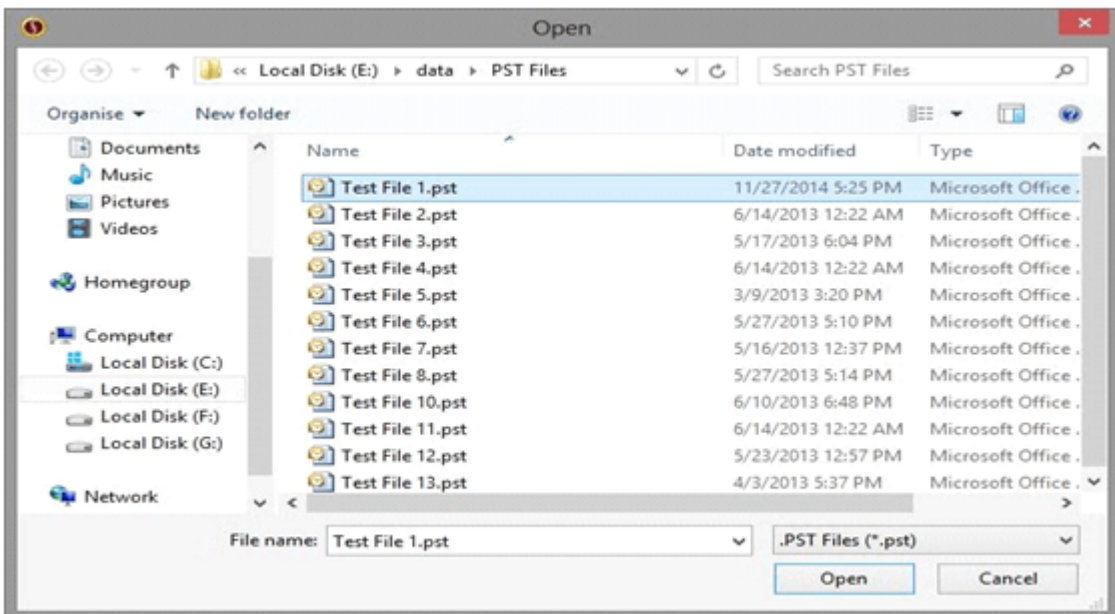 Open
« Local Disk (E:) ▸ data ▸ PST Files Search PST Files
Organise New folder
Documents
Music
Pictures
Videos
Homegroup
Computer
Local Disk (C:)
Local Disk (E:)
Local Disk (F:)
Local Disk (G:)
Network
Name Date modified Type
Test File 1.pst 11/27/2014 5:25 PM Microsoft Office .
Test File 2.pst 6/14/2013 12:22 AM Microsoft Office .
Test File 3.pst 5/17/2013 6:04 PM Microsoft Office .
Test File 4.pst 6/14/2013 12:22 AM Microsoft Office .
Test File 5.pst 3/9/2013 3:20 PM Microsoft Office .
Test File 6.pst 5/27/2013 5:10 PM Microsoft Office .
Test File 7.pst 5/16/2013 12:37 PM Microsoft Office .
Test File 8.pst 5/27/2013 5:14 PM Microsoft Office .
Test File 10.pst 6/10/2013 6:48 PM Microsoft Office .
Test File 11.pst 6/14/2013 12:22 AM Microsoft Office .
Test File 12.pst 5/23/2013 12:57 PM Microsoft Office .
Test File 13.pst 4/3/2013 5:37 PM Microsoft Office .
File name: Test File 1.pst .PST Files (*.pst)
Open Cancel